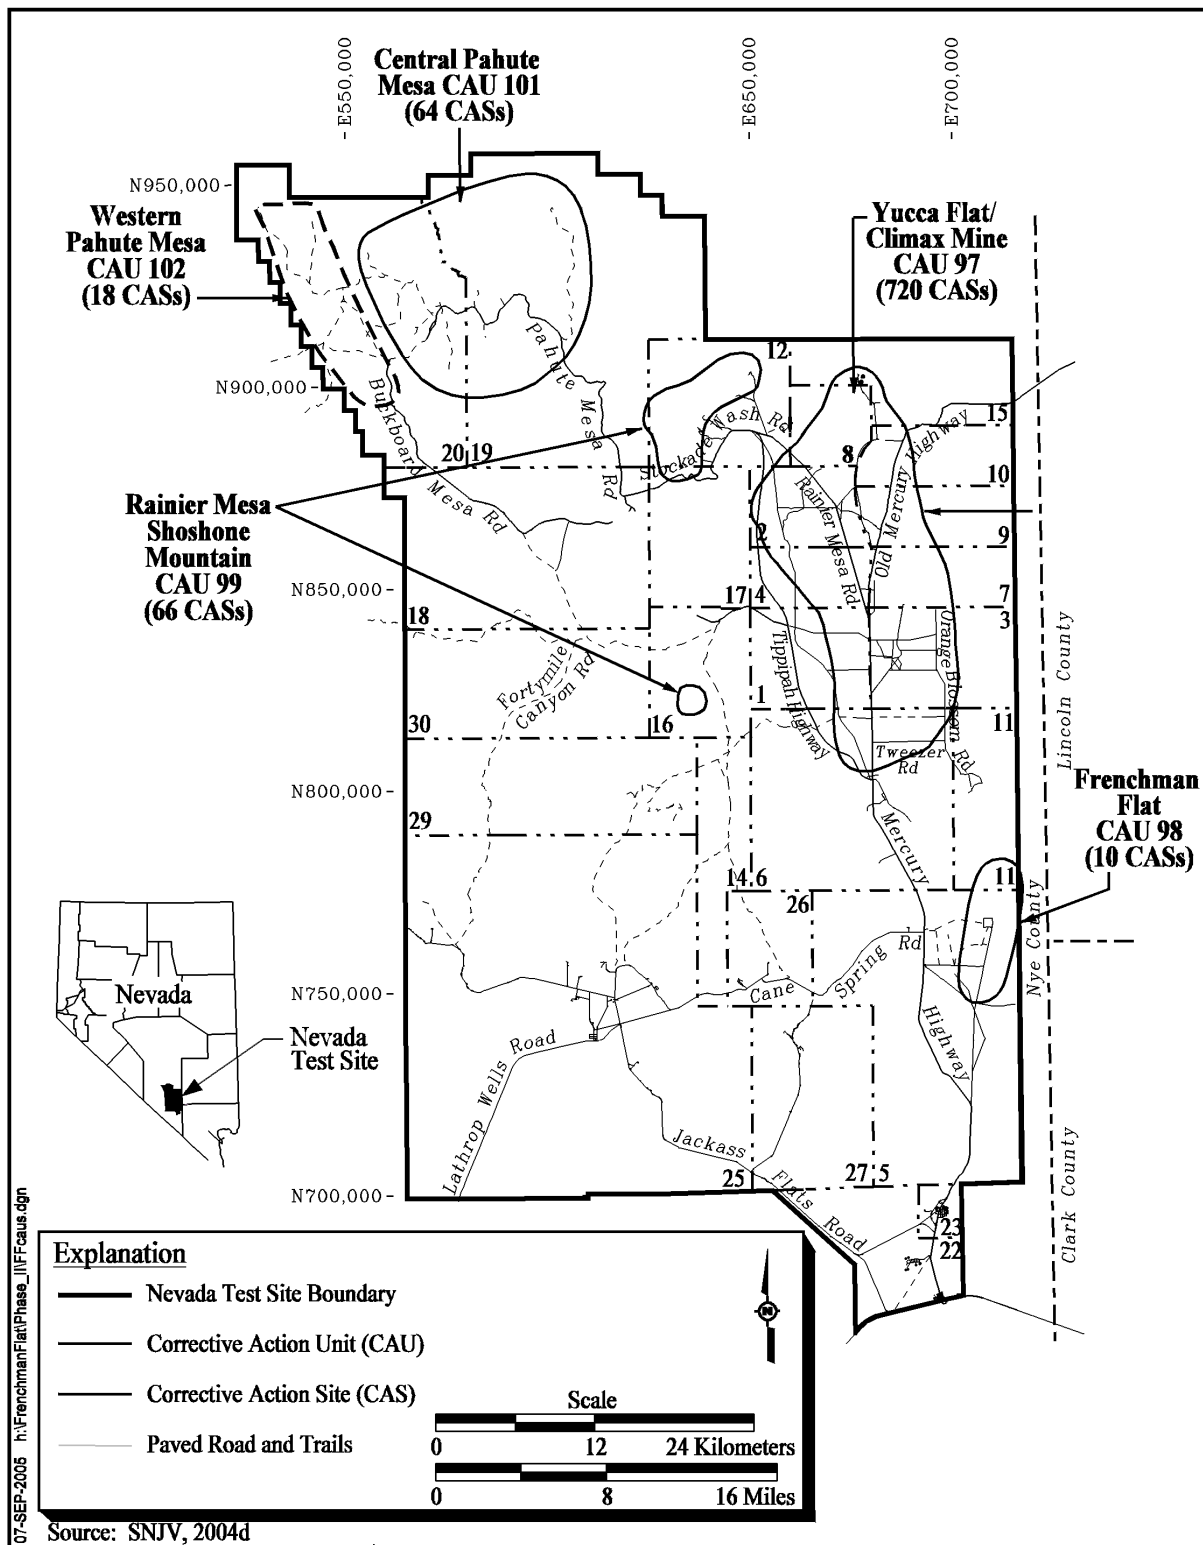 E550,000
E650,000
E700,000
Central Pahute
Mesa CAU 101
(64 CASs)
N950,000
Western
Pahute Mesa
CAU 102
(18 CASs)
Yucca Flat/
Climax Mine
CAU 97
(720 CASs)
N900,000
Pahute Mesa Rd
Buckboard Mesa Rd
12
Stockade Wash Rd
15
20
19
8
10
Old Mercury Highway
Rainier Mesa Rd
Rainier Mesa
Shoshone
Mountain
CAU 99
(66 CASs)
2
9
N850,000
17
4
7
18
3
Fortymile
Canyon Rd
Tippipah Highway
Orange Blossom Rd
Lincoln County
1
11
30
16
Tweezer
Rd
N800,000
Frenchman
Flat
CAU 98
(10 CASs)
29
Mercury
14
6
11
26
Nye County
Nevada
N750,000
Cane Spring Rd
Highway
Nevada
Test Site
Lathrop Wells Road
Jackass Flats Road
Clark County
N700,000
25
27
5
23
22
Explanation
Nevada Test Site Boundary
Corrective Action Unit (CAU)
Corrective Action Site (CAS)
Paved Road and Trails
N
Scale
0 12 24 Kilometers
0 8 16 Miles
07-SEP-2005 h:\FrenchmanFlat\Phase_II\FFcaus.dgn
Source: SNJV, 2004d